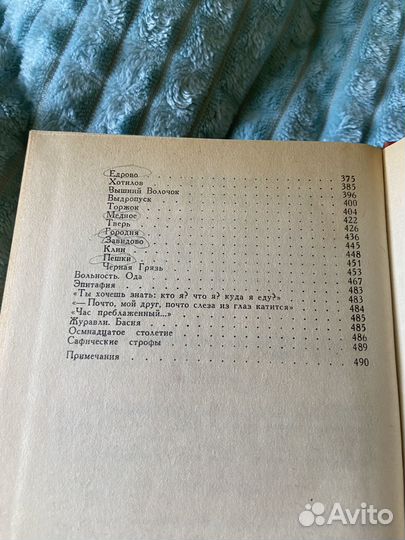 Едрово 375
Хотилов 385
Вышний Волочок 396
Выдропуск 400
Торжок 404
Медное 422
Тверь 426
Городня 436
Завидово 445
Клин 448
Пешки 451
Черная Грязь 453
Вольность. Ода 467
Эпитафия 483
«Ты хочешь знать: кто я? что я? куда я еду?» 483
«— Почто, мой друг, почто слеза из глаз катится» 484
«Час преблаженный...» 485
Журавли. Басня 485
Осмнадцатое столетие 486
Сафические строфы 489
Примечания 490
Avito